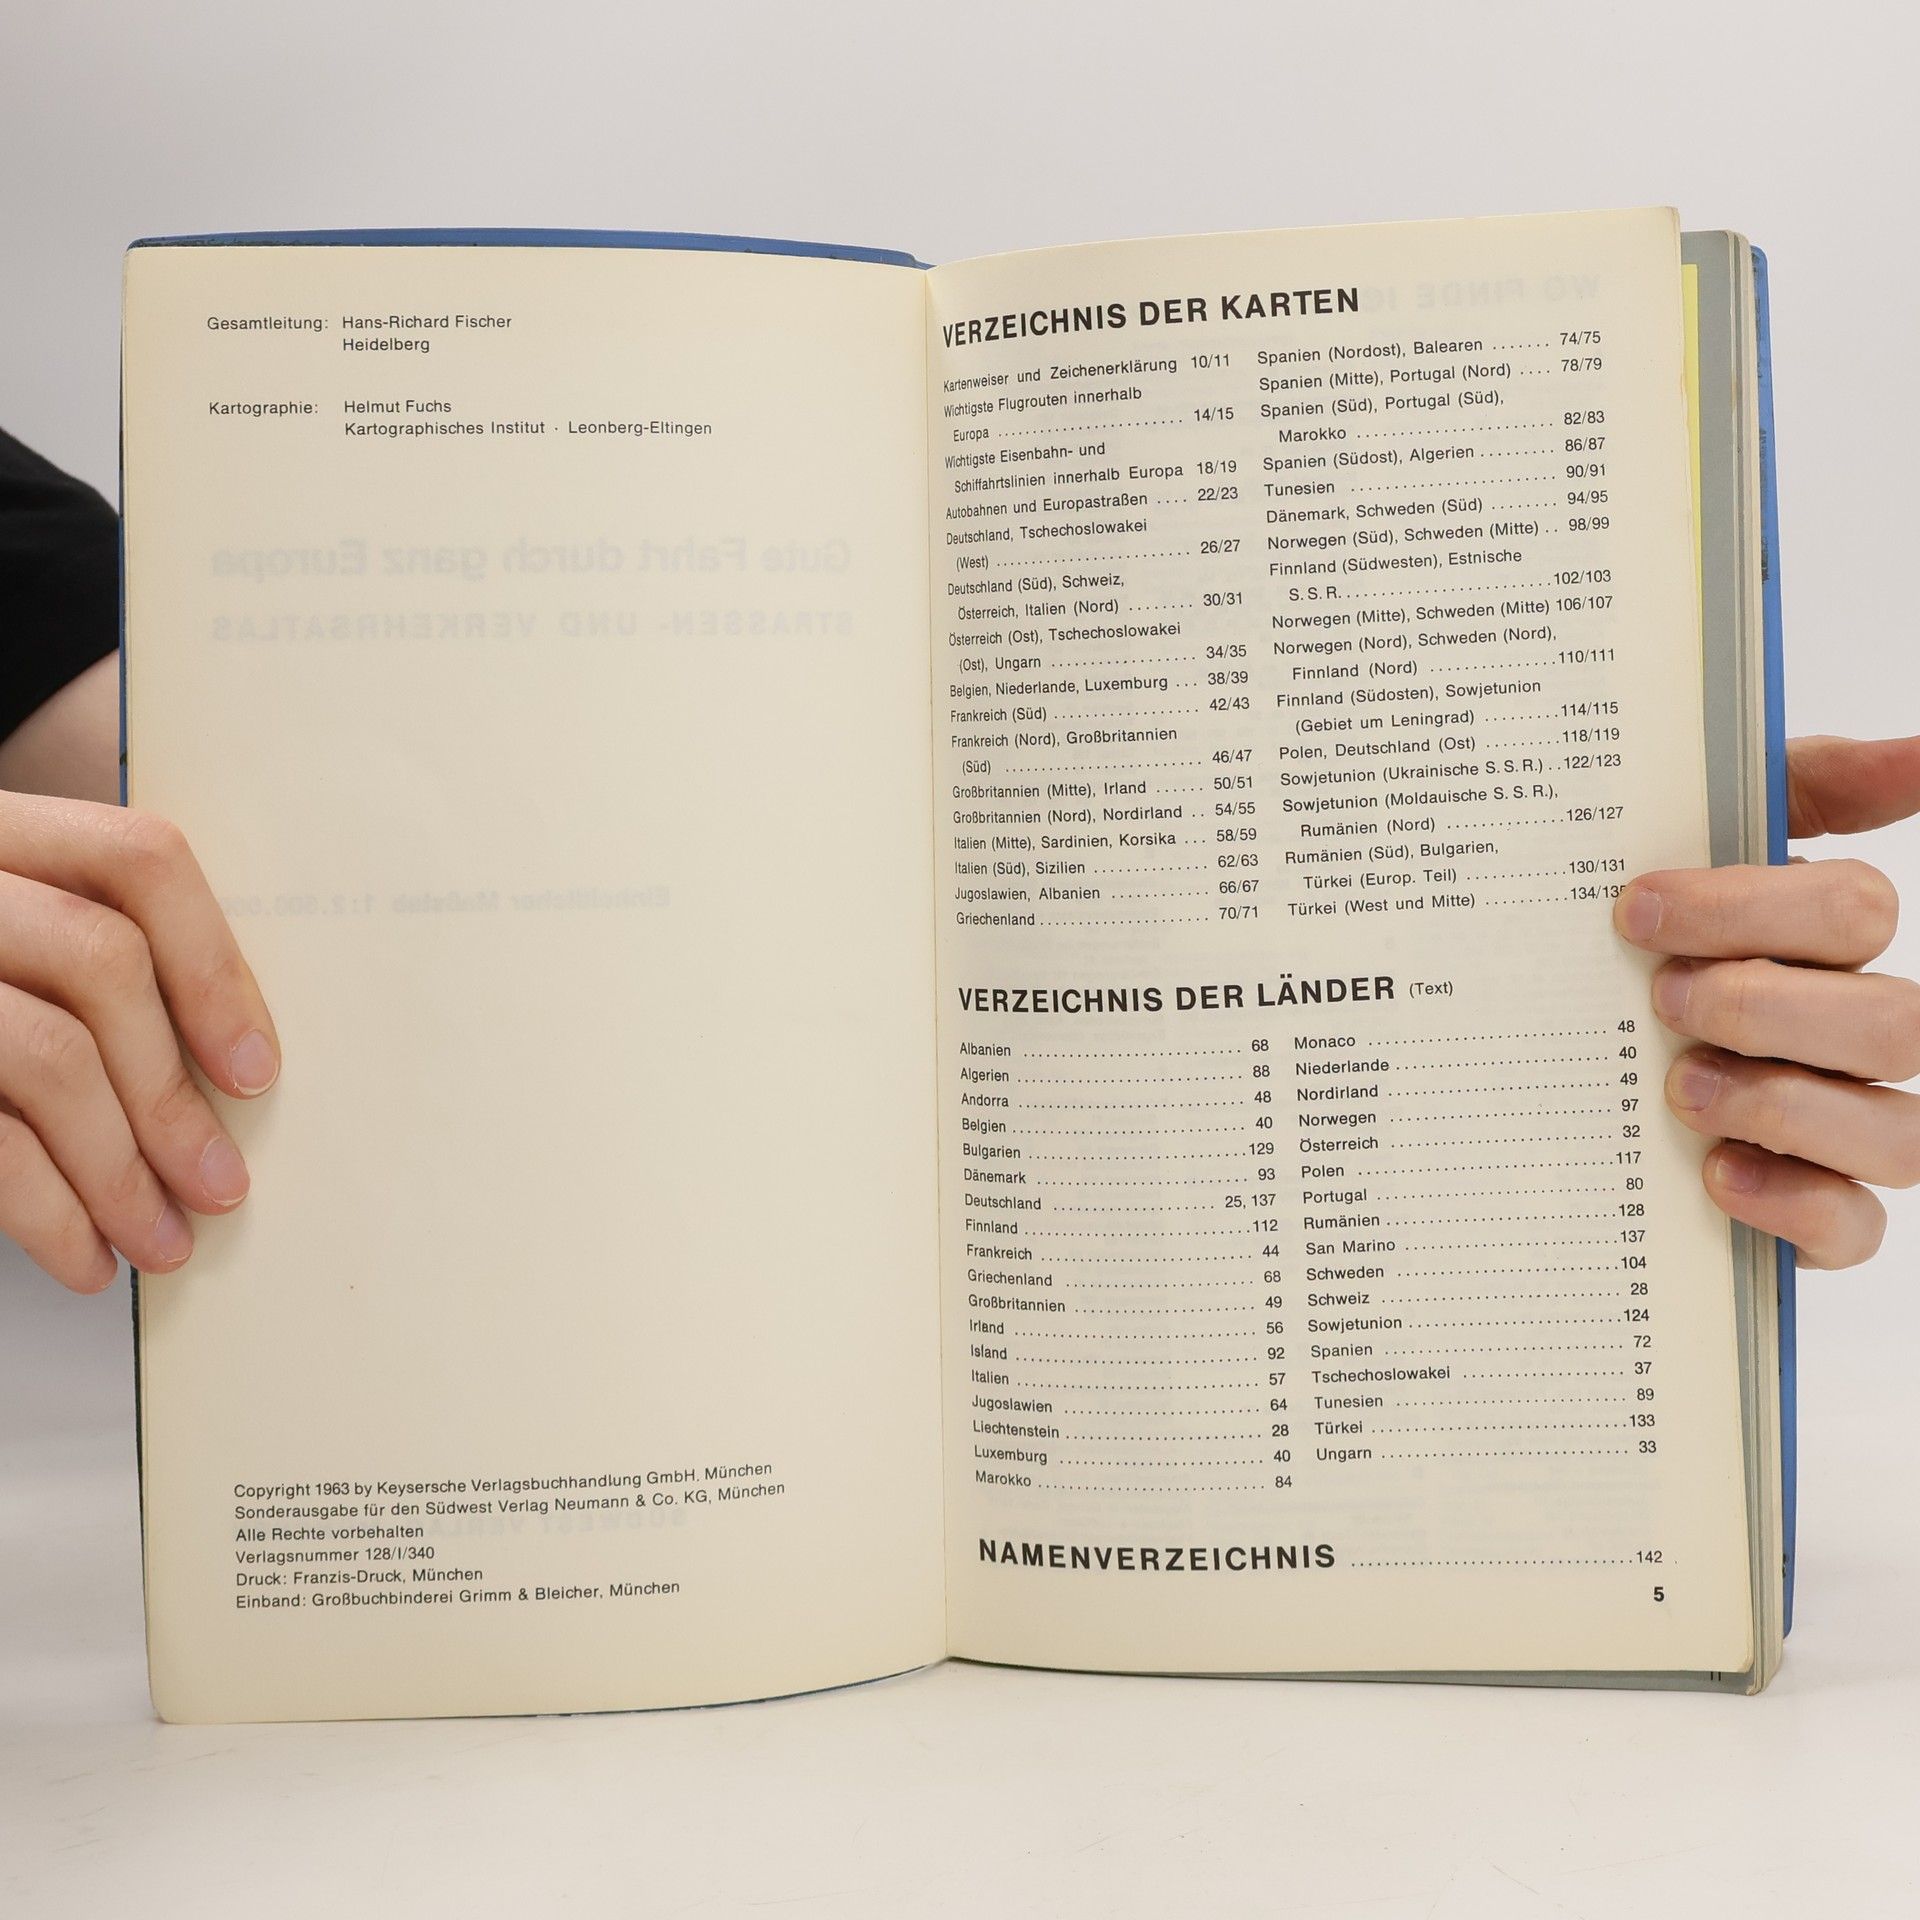 Gesamtleitung: Hans-Richard Fischer
Heidelberg
Kartographie: Helmut Fuchs
Kartographisches Institut · Leonberg-Eltingen
Copyright 1963 by Keysersche Verlagsbuchhandlung GmbH. München
Sonderausgabe für den Südwest Verlag Neumann & Co. KG, München
Alle Rechte vorbehalten
Verlagsnummer 128/I/340
Druck: Franzis-Druck, München
Einband: Großbuchbinderei Grimm & Bleicher, München
VERZEICHNIS DER KARTEN
Kartenweiser und Zeichenerklärung 10/11
Wichtigste Flugrouten innerhalb
Europa ........................ 14/15
Wichtigste Eisenbahn- und
Schiffahrtslinien innerhalb Europa 18/19
Autobahnen und Europastraßen .... 22/23
Deutschland, Tschechoslowakei
(West) ......................... 26/27
Deutschland (Süd), Schweiz,
Österreich, Italien (Nord) ........ 30/31
Österreich (Ost), Tschechoslowakei
(Ost), Ungarn .................. 34/35
Belgien, Niederlande, Luxemburg ... 38/39
Frankreich (Süd) .................. 42/43
Frankreich (Nord), Großbritannien
(Süd) ......................... 46/47
Großbritannien (Mitte), Irland ...... 50/51
Großbritannien (Nord), Nordirland .. 54/55
Italien (Mitte), Sardinien, Korsika ... 58/59
Italien (Süd), Sizilien ............. 62/63
Jugoslawien, Albanien ........... 66/67
Griechenland .................... 70/71
Spanien (Nordost), Balearen ....... 74/75
Spanien (Mitte), Portugal (Nord) .... 78/79
Spanien (Süd), Portugal (Süd),
Marokko ...................... 82/83
Spanien (Südost), Algerien ......... 86/87
Tunesien ........................ 90/91
Dänemark, Schweden (Süd) ........ 94/95
Norwegen (Süd), Schweden (Mitte) .. 98/99
Finnland (Südwesten), Estnische
S. S. R. ........................ 102/103
Norwegen (Mitte), Schweden (Mitte) 106/107
Norwegen (Nord), Schweden (Nord),
Finnland (Nord) .............. 110/111
Finnland (Südosten), Sowjetunion
(Gebiet um Leningrad) ......... 114/115
Polen, Deutschland (Ost) ......... 118/119
Sowjetunion (Ukrainische S. S. R.) .. 122/123
Sowjetunion (Moldauische S. S. R.),
Rumänien (Nord) .............. 126/127
Rumänien (Süd), Bulgarien,
Türkei (Europ. Teil) ............ 130/131
Türkei (West und Mitte) .......... 134/135
VERZEICHNIS DER LÄNDER (Text)
Albanien ........................ 68
Algerien ......................... 88
Andorra ......................... 48
Belgien .......................... 40
Bulgarien ........................ 129
Dänemark ........................ 93
Deutschland .................. 25, 137
Finnland ......................... 112
Frankreich ....................... 44
Griechenland ..................... 68
Großbritannien .................... 49
Irland ........................... 56
Island ........................... 92
Italien ........................... 57
Jugoslawien ...................... 64
Liechtenstein ...................... 28
Luxemburg ....................... 40
Marokko ......................... 84
Monaco .......................... 48
Niederlande ....................... 40
Nordirland ........................ 49
Norwegen ........................ 97
Österreich ........................ 32
Polen ............................ 117
Portugal .......................... 80
Rumänien ......................... 128
San Marino ....................... 137
Schweden ........................ 104
Schweiz .......................... 28
Sowjetunion ....................... 124
Spanien .......................... 72
Tschechoslowakei .................. 37
Tunesien ......................... 89
Türkei ........................... 133
Ungarn .......................... 33
NAMENVERZEICHNIS ................................ 142
5